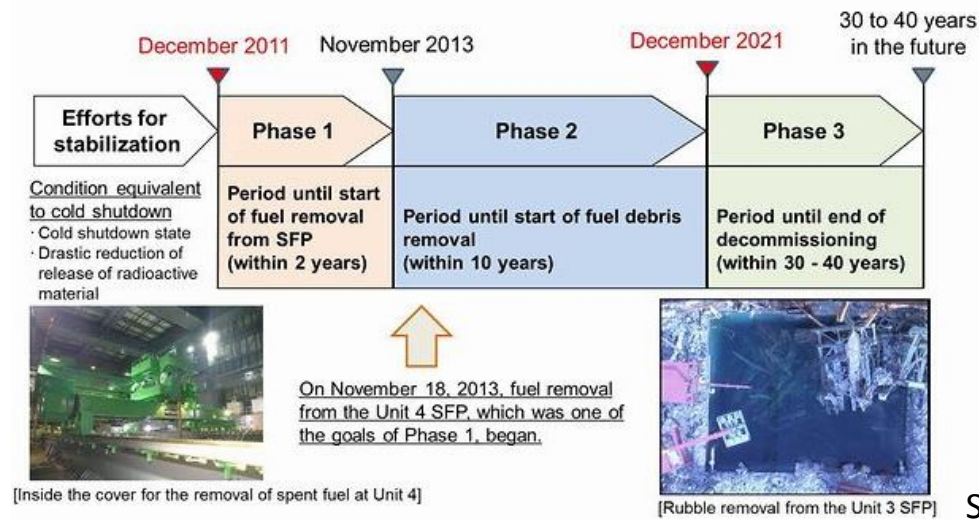 December 2011
November 2013
December 2021
30 to 40 years
in the future
Efforts for
stabilization
Phase 1
Phase 2
Phase 3
Condition equivalent
to cold shutdown
· Cold shutdown state
· Drastic reduction of
release of radioactive
material
Period until start
of fuel removal
from SFP
(within 2 years)
Period until start of fuel debris
removal
(within 10 years)
Period until end of
decommissioning
(within 30 - 40 years)
On November 18, 2013, fuel removal
from the Unit 4 SFP, which was one of
the goals of Phase 1, began.
[Inside the cover for the removal of spent fuel at Unit 4]
[Rubble removal from the Unit 3 SFP]
S